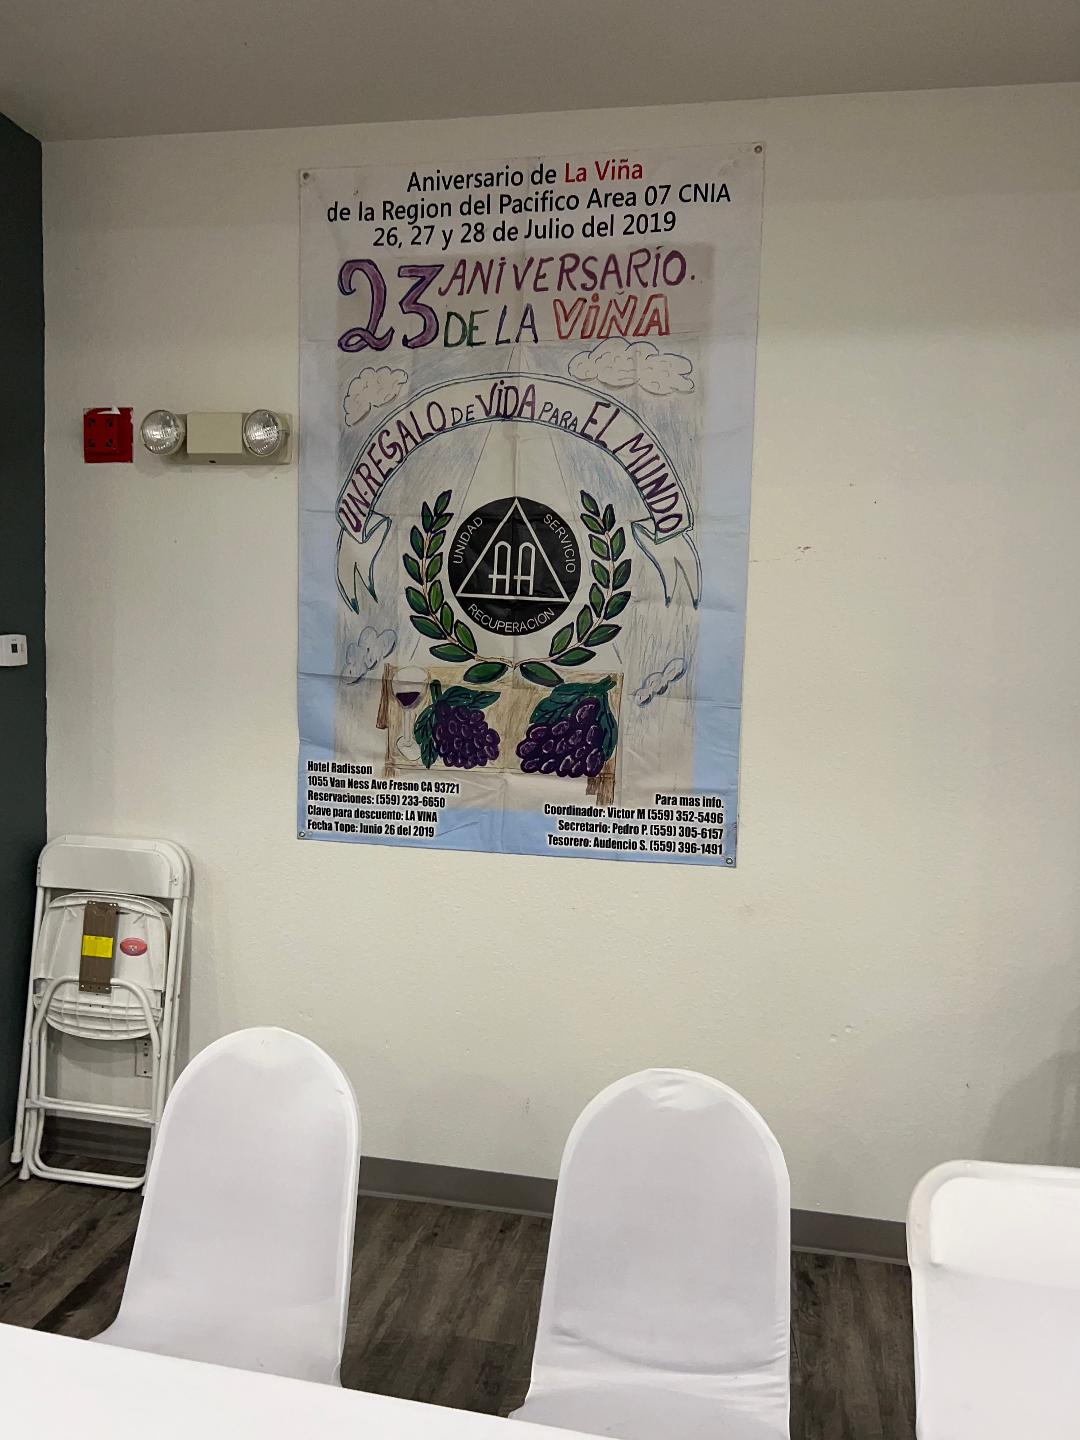 Aniversario de La Viña
de la Region del Pacifico Area 07 CNIA
26, 27 y 28 de Julio del 2019
23 ANIVERSARIO.
DE LA VIÑA
UN REGALO DE VIDA PARA EL MUNDO
UNIDAD
SERVICIO
AA
RECUPERACION
Hotel Radisson
1055 Van Ness Ave Fresno CA 93721
Reservaciones: (559) 233-6650
Clave para descuento: LA VINA
Fecha Tope: Junio 26 del 2019
Para mas info.
Coordinador: Victor M (559) 352-5496
Secretario: Pedro P. (559) 305-6157
Tesorero: Audencio S. (559) 396-1491